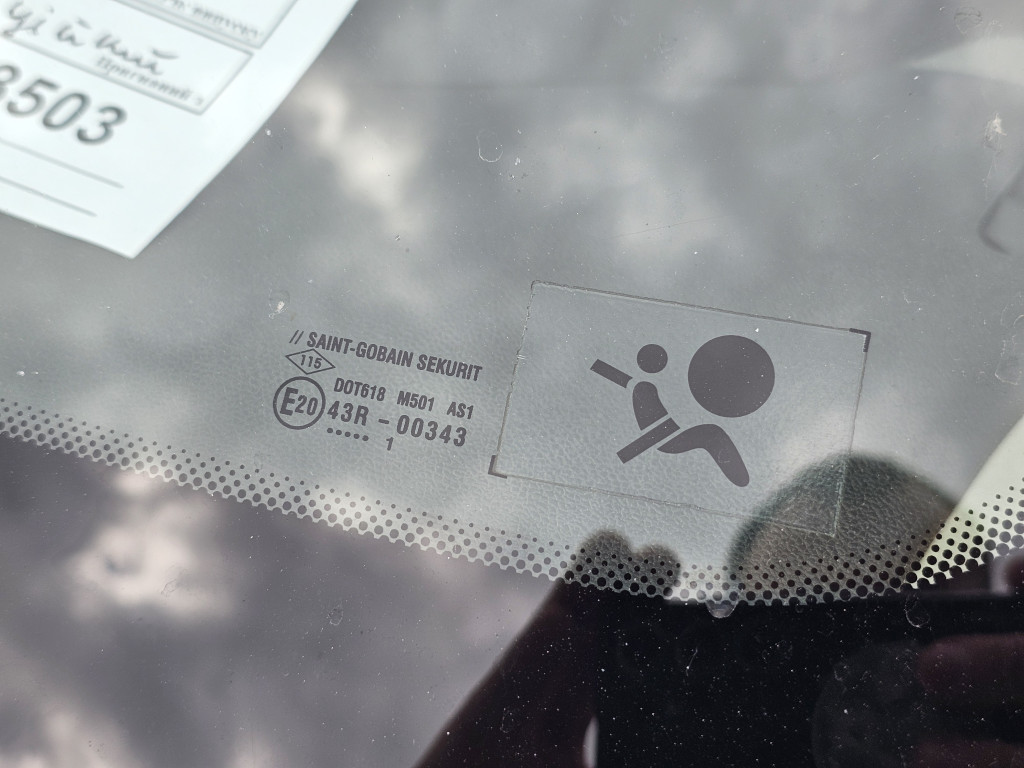 3503
// SAINT-GOBAIN SEKURIT
115
DOT618 M501 AS1
E20 43R - 00343
..... 1